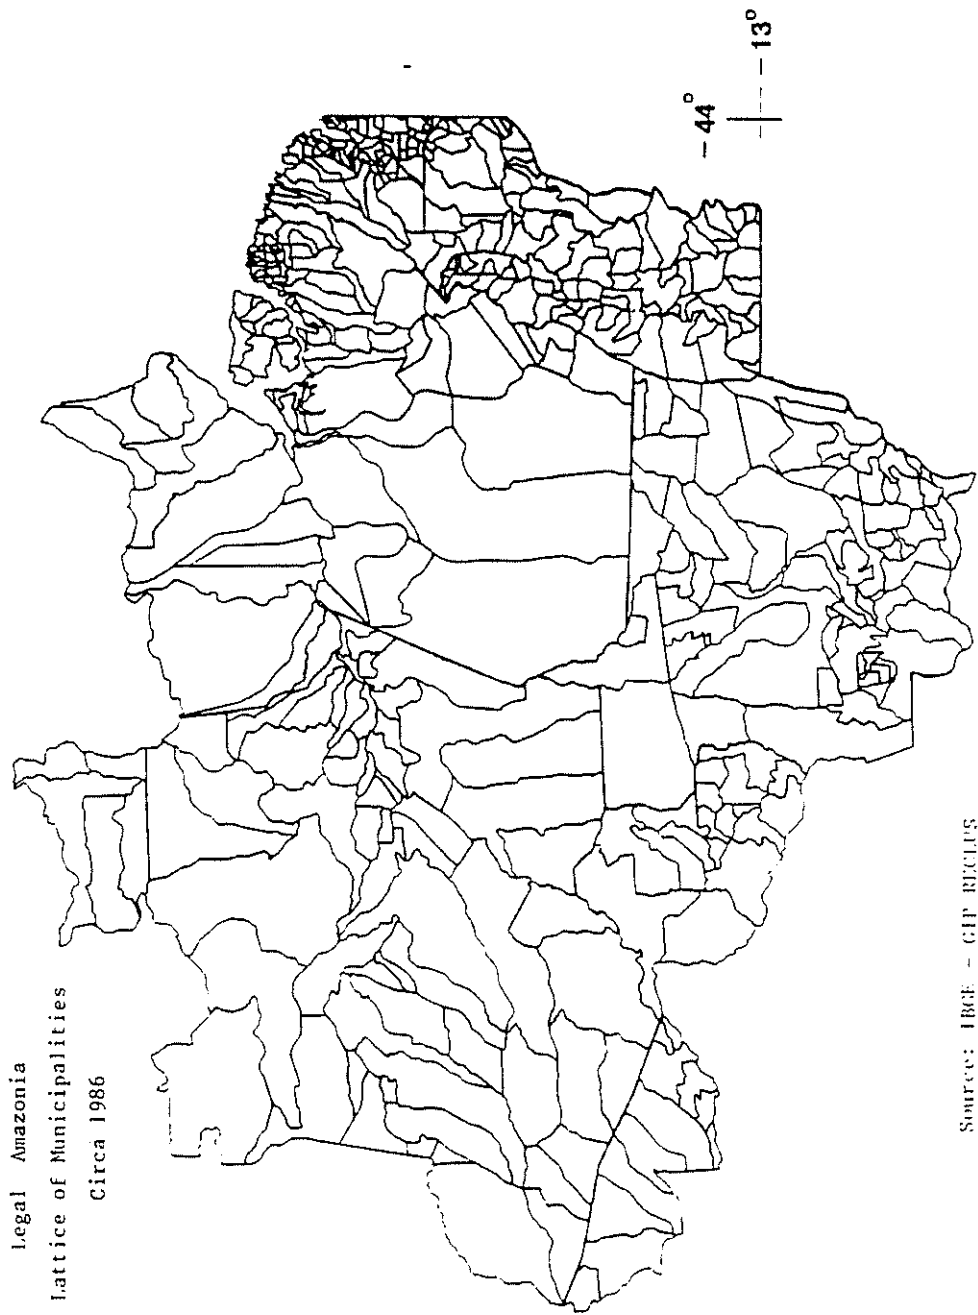 Legal Amazonia
Lattice of Municipalities
Circa 1986
-44°
-13°
Source: IBGE - GIP RECLUS